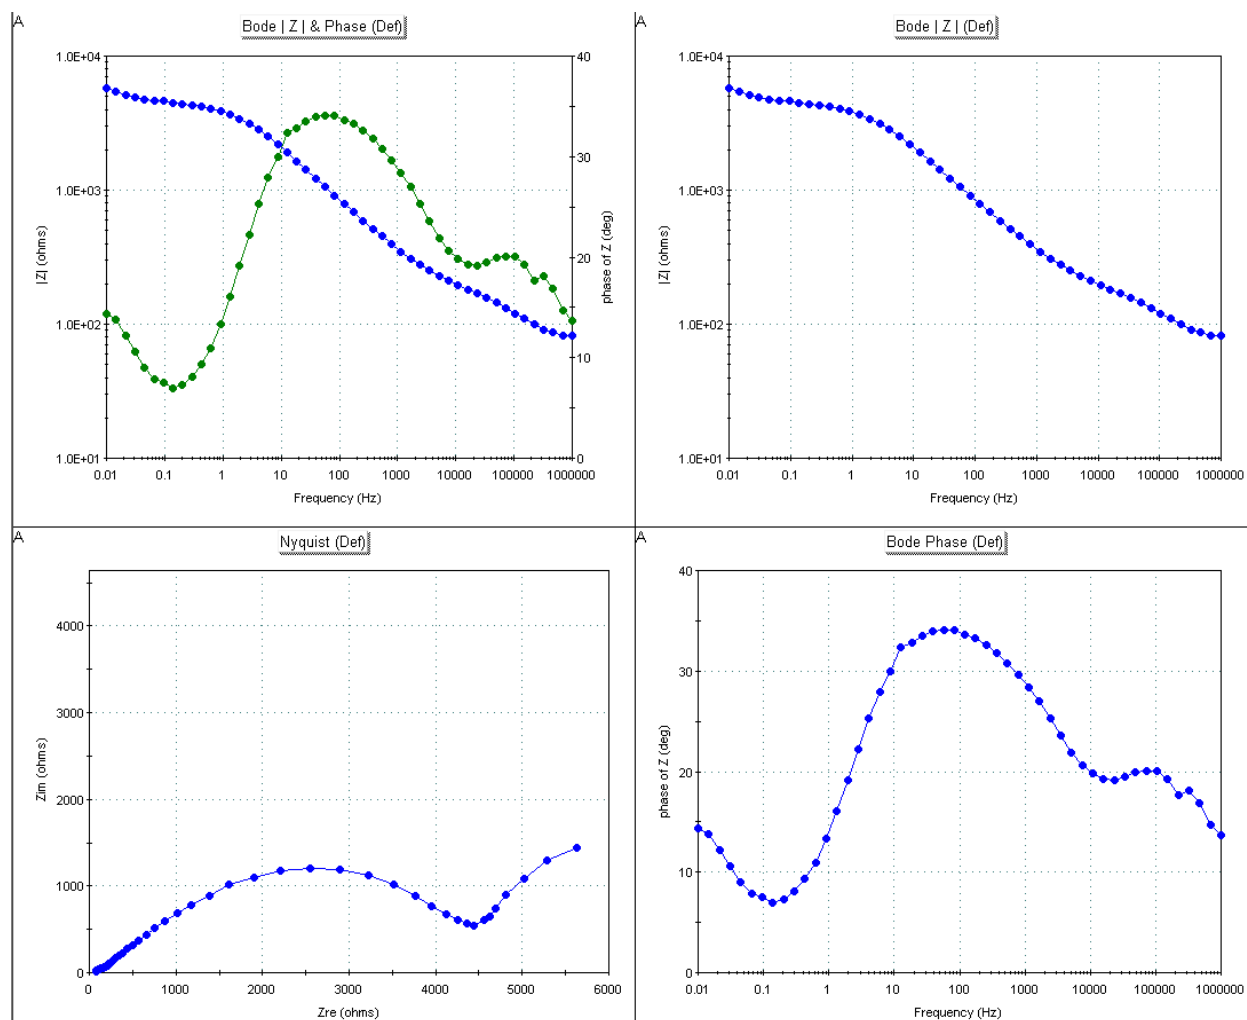 A
Bode | Z | & Phase (Def)
1.0E+04
1.0E+03
1.0E+02
1.0E+01
|Z| (ohms)
40
30
20
10
0
phase of Z (deg)
0.01 0.1 1 10 100 1000 10000 100000 1000000
Frequency (Hz)
A
Bode | Z | (Def)
1.0E+04
1.0E+03
1.0E+02
1.0E+01
|Z| (ohms)
0.01 0.1 1 10 100 1000 10000 100000 1000000
Frequency (Hz)
A
Nyquist (Def)
4000
3000
2000
1000
0
Zim (ohms)
0 1000 2000 3000 4000 5000 6000
Zre (ohms)
A
Bode Phase (Def)
40
30
20
10
0
phase of Z (deg)
0.01 0.1 1 10 100 1000 10000 100000 1000000
Frequency (Hz)